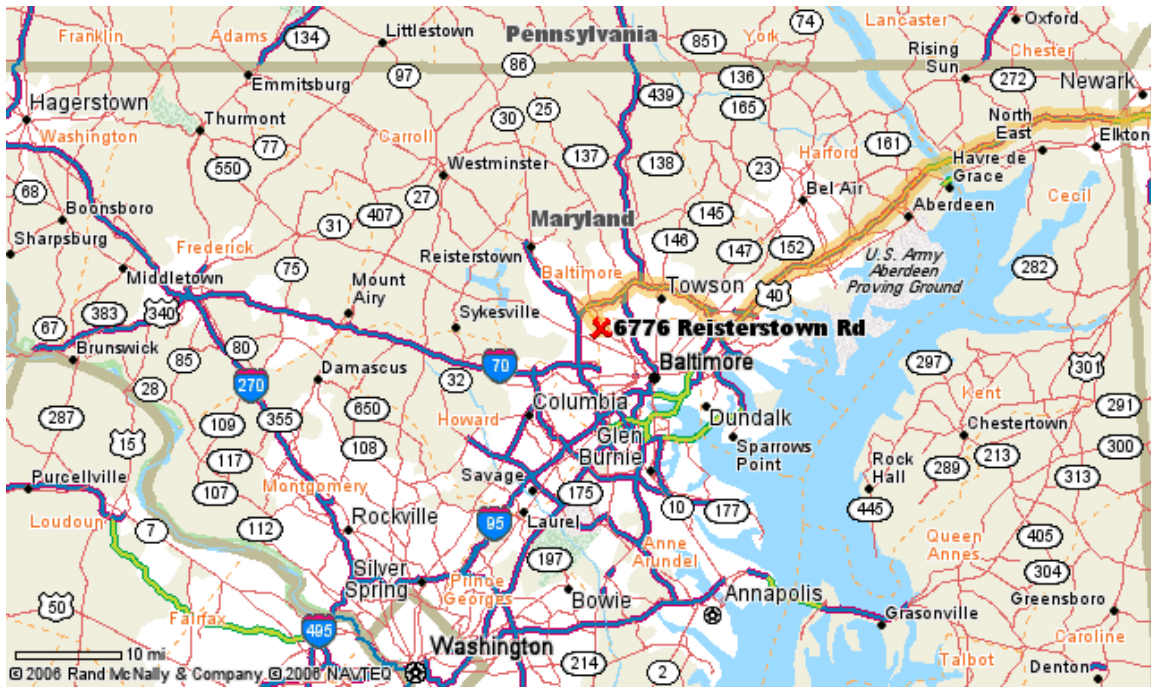 Franklin
Adams
134
Littlestown
Pennsylvania
York
851
74
Lancaster
Oxford
Chester
Rising
Sun
272
Newark
Emmitsburg
97
86
136
439
165
Hagerstown
Washington
Thurmont
77
550
Carroll
30
25
137
138
Westminster
27
23
Harford
161
North
East
Elkton
Havre de
Grace
68
Boonsboro
Sharpsburg
Middletown
Frederick
31
407
Maryland
Reisterstown
Baltimore
145
146
147
152
Bel Air
Aberdeen
Cecil
U.S. Army
Aberdeen
Proving Ground
282
75
Mount
Airy
Sykesville
Towson
40
6776 Reisterstown Rd
Baltimore
67
383
340
Brunswick
85
80
28
270
Damascus
70
32
297
301
Kent
287
15
109
355
117
107
650
108
Howard
Columbia
Glen
Burnie
Dundalk
Sparrows
Point
Chestertown
291
300
289
213
313
Rock
Hall
445
Purcellville
Loudoun
7
112
Montgomery
Rockville
Savage
95
Laurel
175
10
177
197
Anne
Arundel
Queen
Annes
405
304
Silver
Spring
Prince
Georges
Bowie
Annapolis
Grasonville
Greensboro
50
Fairfax
495
Washington
214
2
Talbot
Caroline
Denton
10 mi
© 2006 Rand McNally & Company © 2006 NAVTEQ